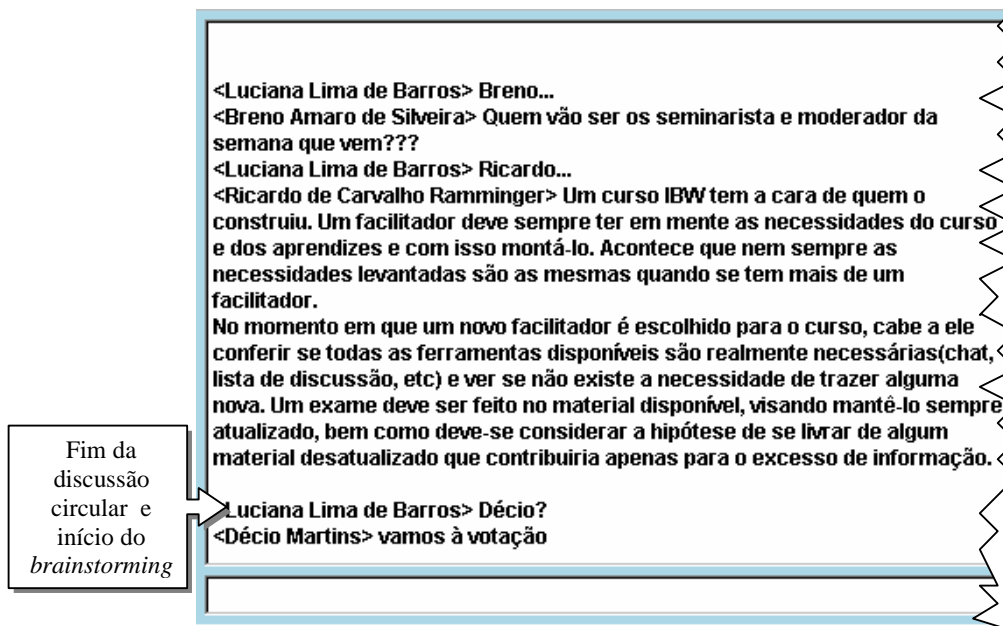 <Luciana Lima de Barros> Breno...
<Breno Amaro de Silveira> Quem vão ser os seminarista e moderador da
semana que vem???
<Luciana Lima de Barros> Ricardo...
<Ricardo de Carvalho Ramminger> Um curso IBW tem a cara de quem o
construiu. Um facilitador deve sempre ter em mente as necessidades do curso
e dos aprendizes e com isso montá-lo. Acontece que nem sempre as
necessidades levantadas são as mesmas quando se tem mais de um
facilitador.
No momento em que um novo facilitador é escolhido para o curso, cabe a ele
conferir se todas as ferramentas disponíveis são realmente necessárias(chat,
lista de discussão, etc) e ver se não existe a necessidade de trazer alguma
nova. Um exame deve ser feito no material disponível, visando mantê-lo sempre
atualizado, bem como deve-se considerar a hipótese de se livrar de algum
material desatualizado que contribuiria apenas para o excesso de informação.
Luciana Lima de Barros> Décio?
<Décio Martins> vamos à votação
Fim da
discussão
circular e
início do
brainstorming